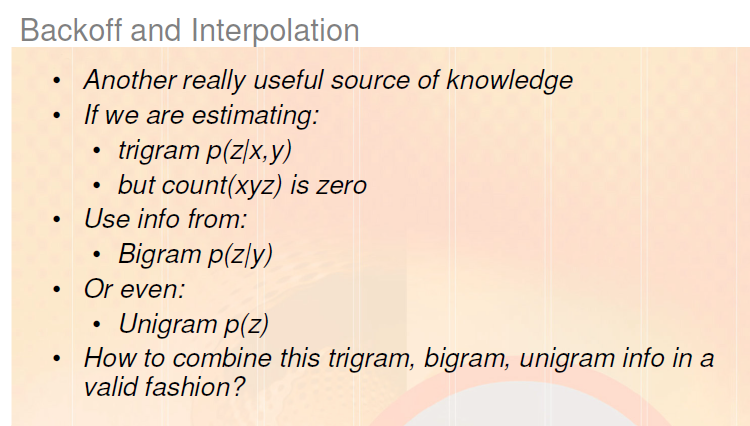 Backoff and Interpolation
• Another really useful source of knowledge
• If we are estimating:
• trigram p(z|x,y)
• but count(xyz) is zero
• Use info from:
• Bigram p(z|y)
• Or even:
• Unigram p(z)
• How to combine this trigram, bigram, unigram info in a
valid fashion?